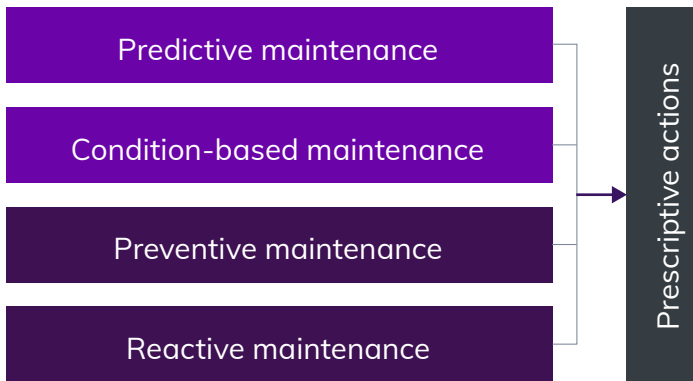 Predictive maintenance
Condition-based maintenance
Preventive maintenance
Reactive maintenance
Prescriptive actions